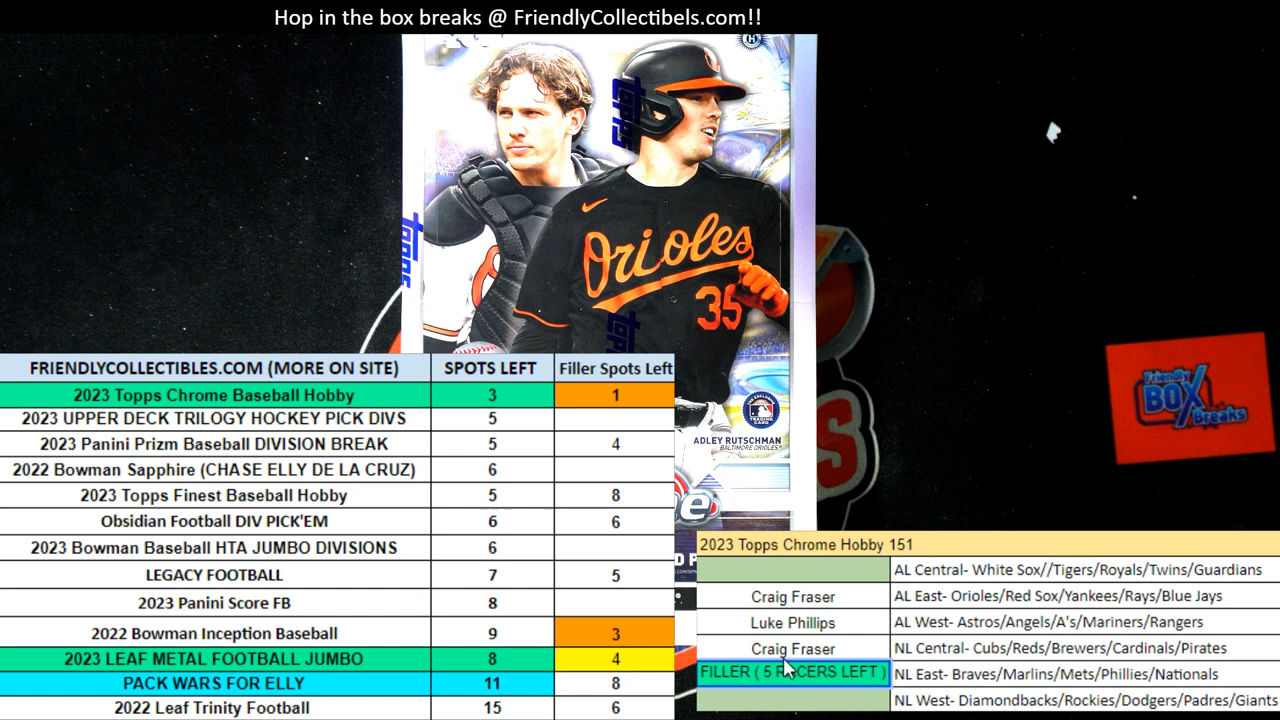 Hop in the box breaks @ FriendlyCollectibels.com!!
topps
topps
topps
Orioles
35
ADLEY RUTSCHMAN
BALTIMORE ORIOLES
Friendly
BOX
Breaks
FRIENDLYCOLLECTIBLES.COM (MORE ON SITE) SPOTS LEFT Filler Spots Left
2023 Topps Chrome Baseball Hobby 3 1
2023 UPPER DECK TRILOGY HOCKEY PICK DIVS 5
2023 Panini Prizm Baseball DIVISION BREAK 5 4
2022 Bowman Sapphire (CHASE ELLY DE LA CRUZ) 6
2023 Topps Finest Baseball Hobby 5 8
Obsidian Football DIV PICK'EM 6 6
2023 Bowman Baseball HTA JUMBO DIVISIONS 6
LEGACY FOOTBALL 7 5
2023 Panini Score FB 8
2022 Bowman Inception Baseball 9 3
2023 LEAF METAL FOOTBALL JUMBO 8 4
PACK WARS FOR ELLY 11 8
2022 Leaf Trinity Football 15 6
2023 Topps Chrome Hobby 151
AL Central- White Sox//Tigers/Royals/Twins/Guardians
Craig Fraser AL East- Orioles/Red Sox/Yankees/Rays/Blue Jays
Luke Phillips AL West- Astros/Angels/A's/Mariners/Rangers
Craig Fraser NL Central- Cubs/Reds/Brewers/Cardinals/Pirates
FILLER ( 5 RACERS LEFT ) NL East- Braves/Marlins/Mets/Phillies/Nationals
NL West- Diamondbacks/Rockies/Dodgers/Padres/Giants